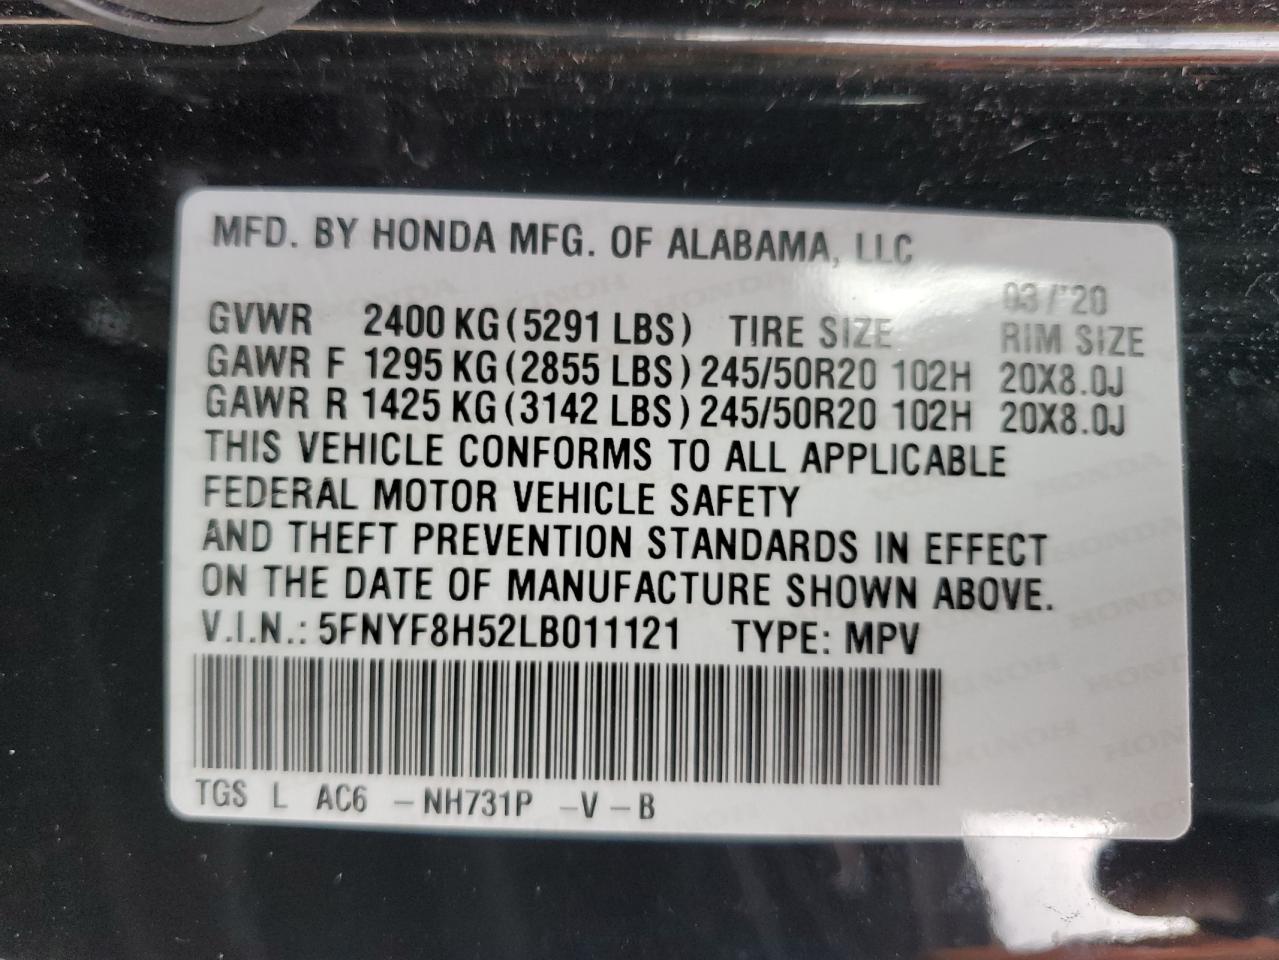 MFD. BY HONDA MFG. OF ALABAMA, LLC
03/'20
GVWR 2400 KG (5291 LBS) TIRE SIZE RIM SIZE
GAWR F 1295 KG (2855 LBS) 245/50R20 102H 20X8.0J
GAWR R 1425 KG (3142 LBS) 245/50R20 102H 20X8.0J
THIS VEHICLE CONFORMS TO ALL APPLICABLE
FEDERAL MOTOR VEHICLE SAFETY
AND THEFT PREVENTION STANDARDS IN EFFECT
ON THE DATE OF MANUFACTURE SHOWN ABOVE.
V.I.N.: 5FNYF8H52LB011121 TYPE: MPV
TGS L AC6 -NH731P -V-B